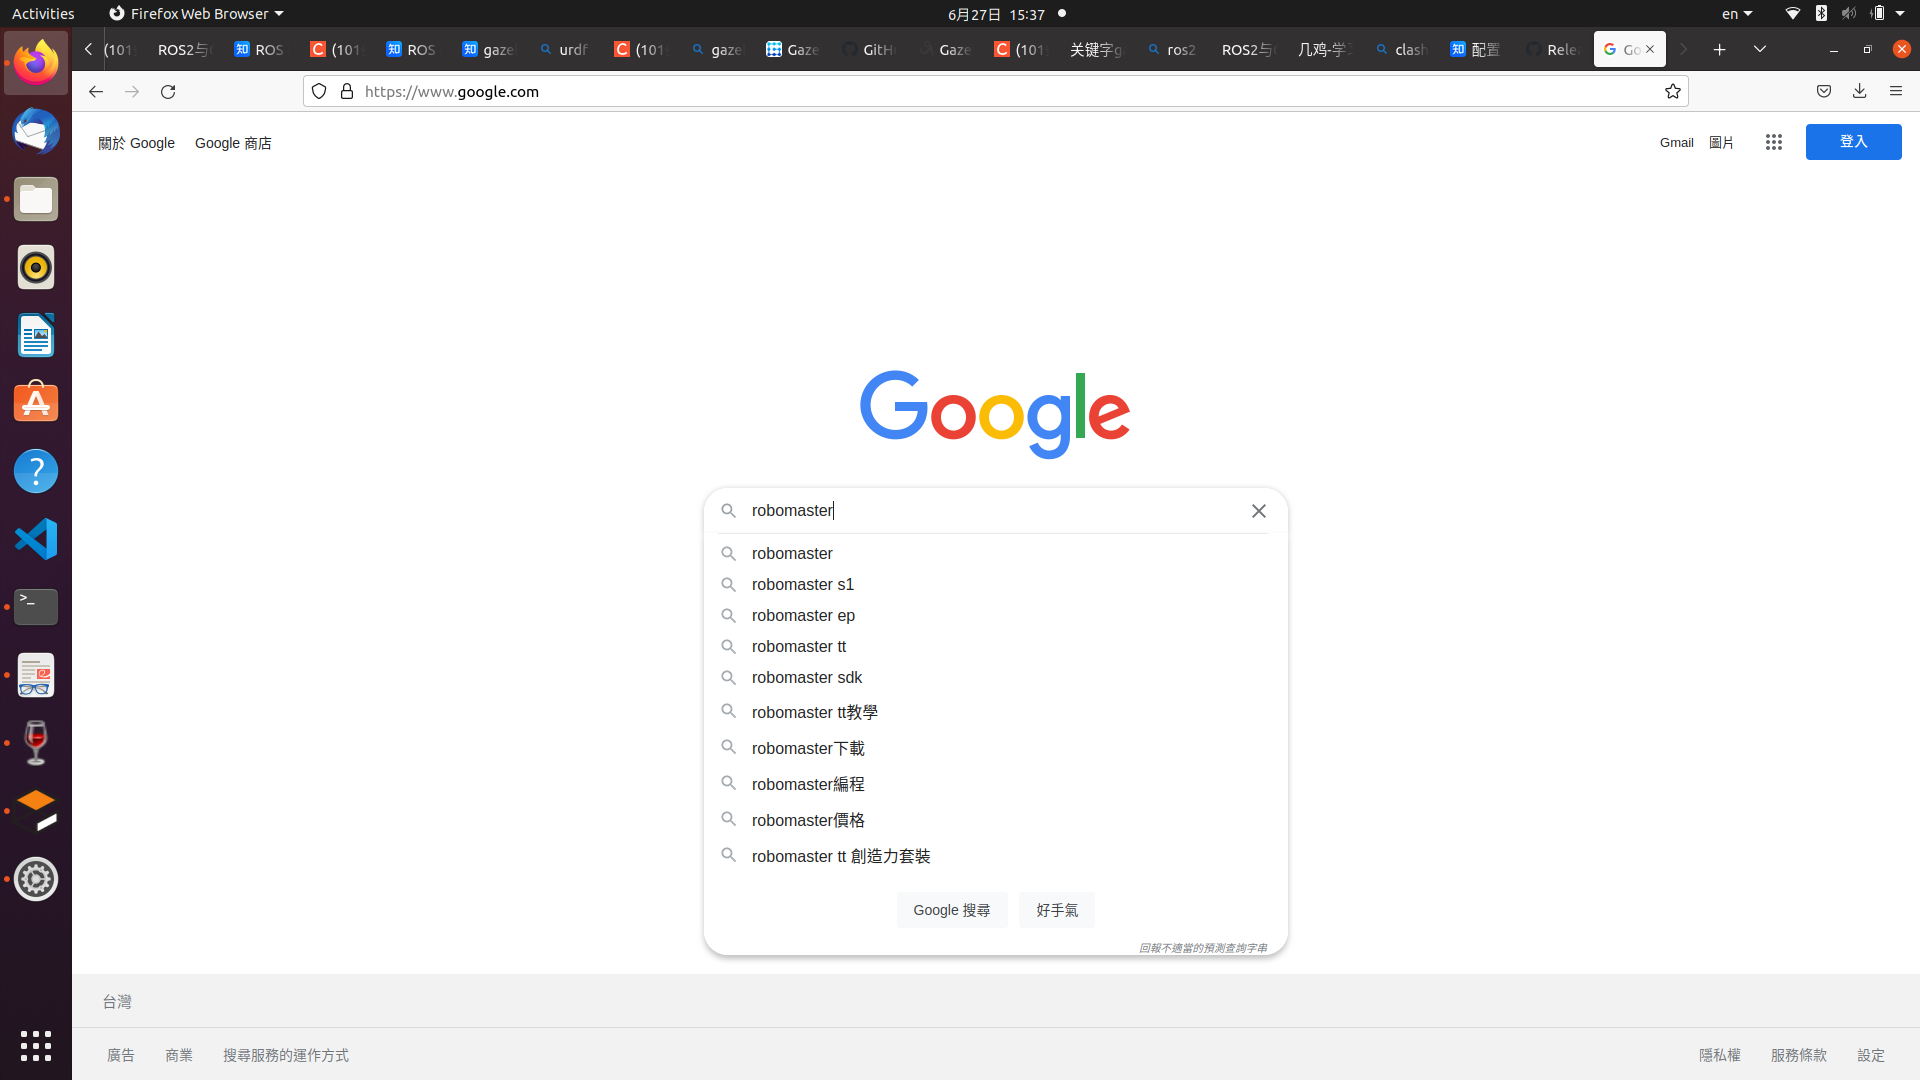 Activities Firefox Web Browser 6月27日 15:37 en
(101 ROS2与 ROS (101 ROS gaze urdf (101 gaze Gaze GitH Gaze (101 关键字g ros2 ROS2与 几鸡-学 clash 配置 Rele Go
https://www.google.com
關於 Google Google 商店 Gmail 圖片 登入
Google
robomaster
robomaster
robomaster s1
robomaster ep
robomaster tt
robomaster sdk
robomaster tt教學
robomaster下載
robomaster編程
robomaster價格
robomaster tt 創造力套裝
Google 搜尋 好手氣
回報不適當的預測查詢字串
台灣
廣告 商業 搜尋服務的運作方式 隱私權 服務條款 設定